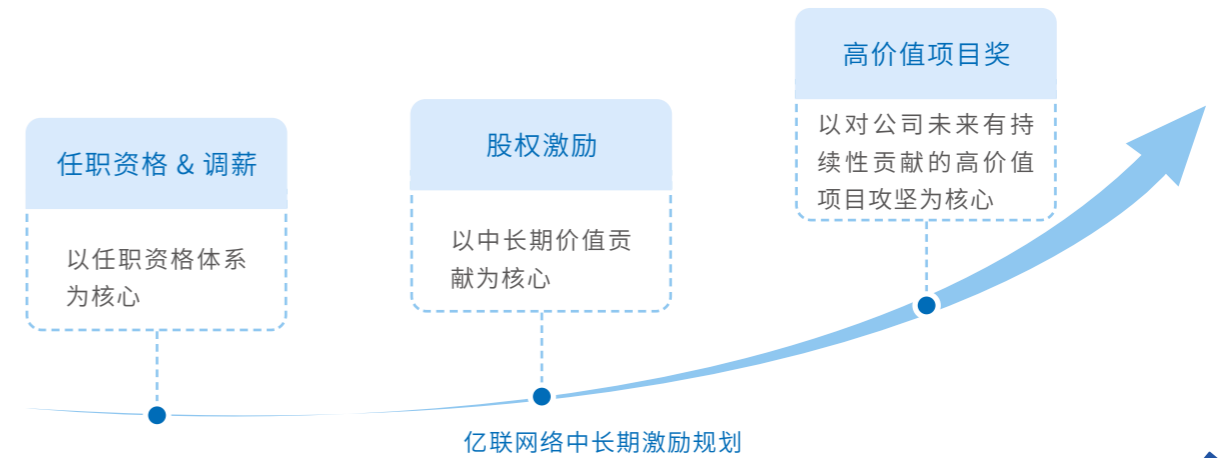 任职资格 & 调薪
以任职资格体系
为核心
股权激励
以中长期价值贡
献为核心
高价值项目奖
以对公司未来有持
续性贡献的高价值
项目攻坚为核心
亿联网络中长期激励规划